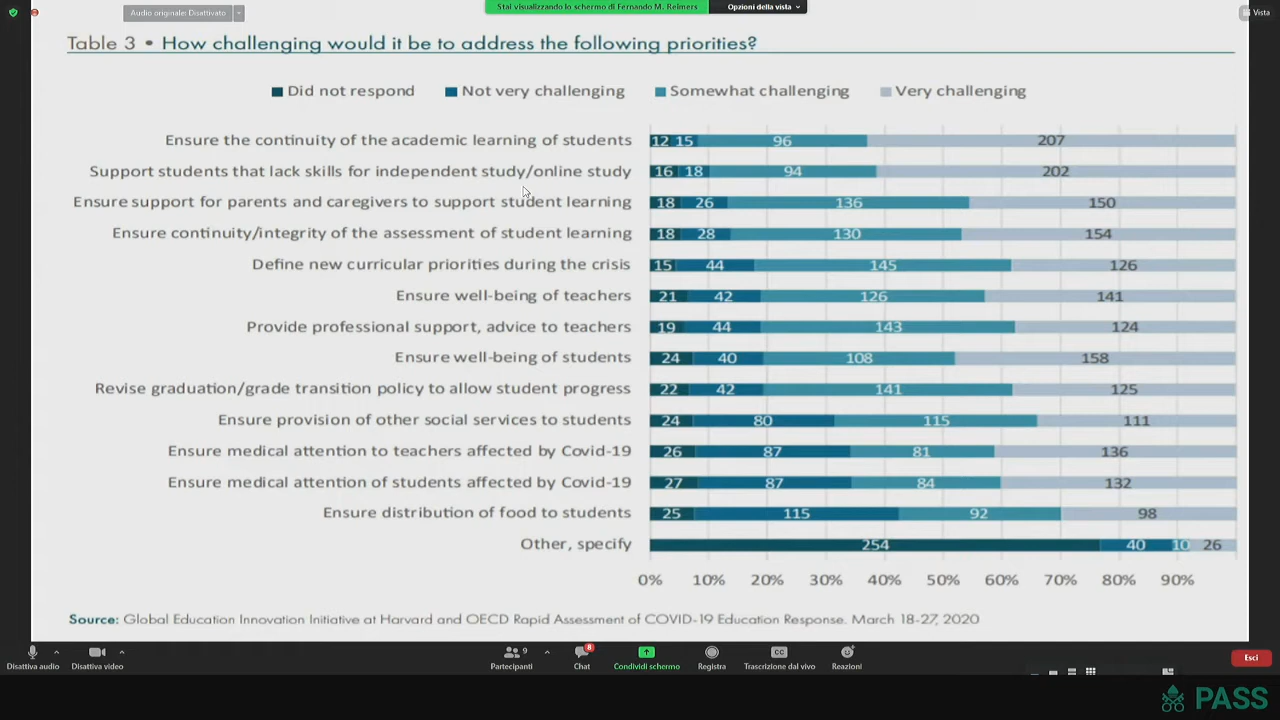 Audio originale: Disattivato
Stai visualizzando lo schermo di Fernando M. Reimers
Opzioni della vista
Vista
Table 3 • How challenging would it be to address the following priorities?
Did not respond Not very challenging Somewhat challenging Very challenging
Ensure the continuity of the academic learning of students 12 15 96 207
Support students that lack skills for independent study/online study 16 18 94 202
Ensure support for parents and caregivers to support student learning 18 26 136 150
Ensure continuity/integrity of the assessment of student learning 18 28 130 154
Define new curricular priorities during the crisis 15 44 145 126
Ensure well-being of teachers 21 42 126 141
Provide professional support, advice to teachers 19 44 143 124
Ensure well-being of students 24 40 108 158
Revise graduation/grade transition policy to allow student progress 22 42 141 125
Ensure provision of other social services to students 24 80 115 111
Ensure medical attention to teachers affected by Covid-19 26 87 81 136
Ensure medical attention of students affected by Covid-19 27 87 84 132
Ensure distribution of food to students 25 115 92 98
Other, specify 254 40 10 26
0% 10% 20% 30% 40% 50% 60% 70% 80% 90%
Source: Global Education Innovation Initiative at Harvard and OECD Rapid Assessment of COVID-19 Education Response. March 18-27, 2020
9 8 CC
Disattiva audio Disattiva video Partecipanti Chat Condividi schermo Registra Trascrizione dal vivo Reazioni Esci
PASS